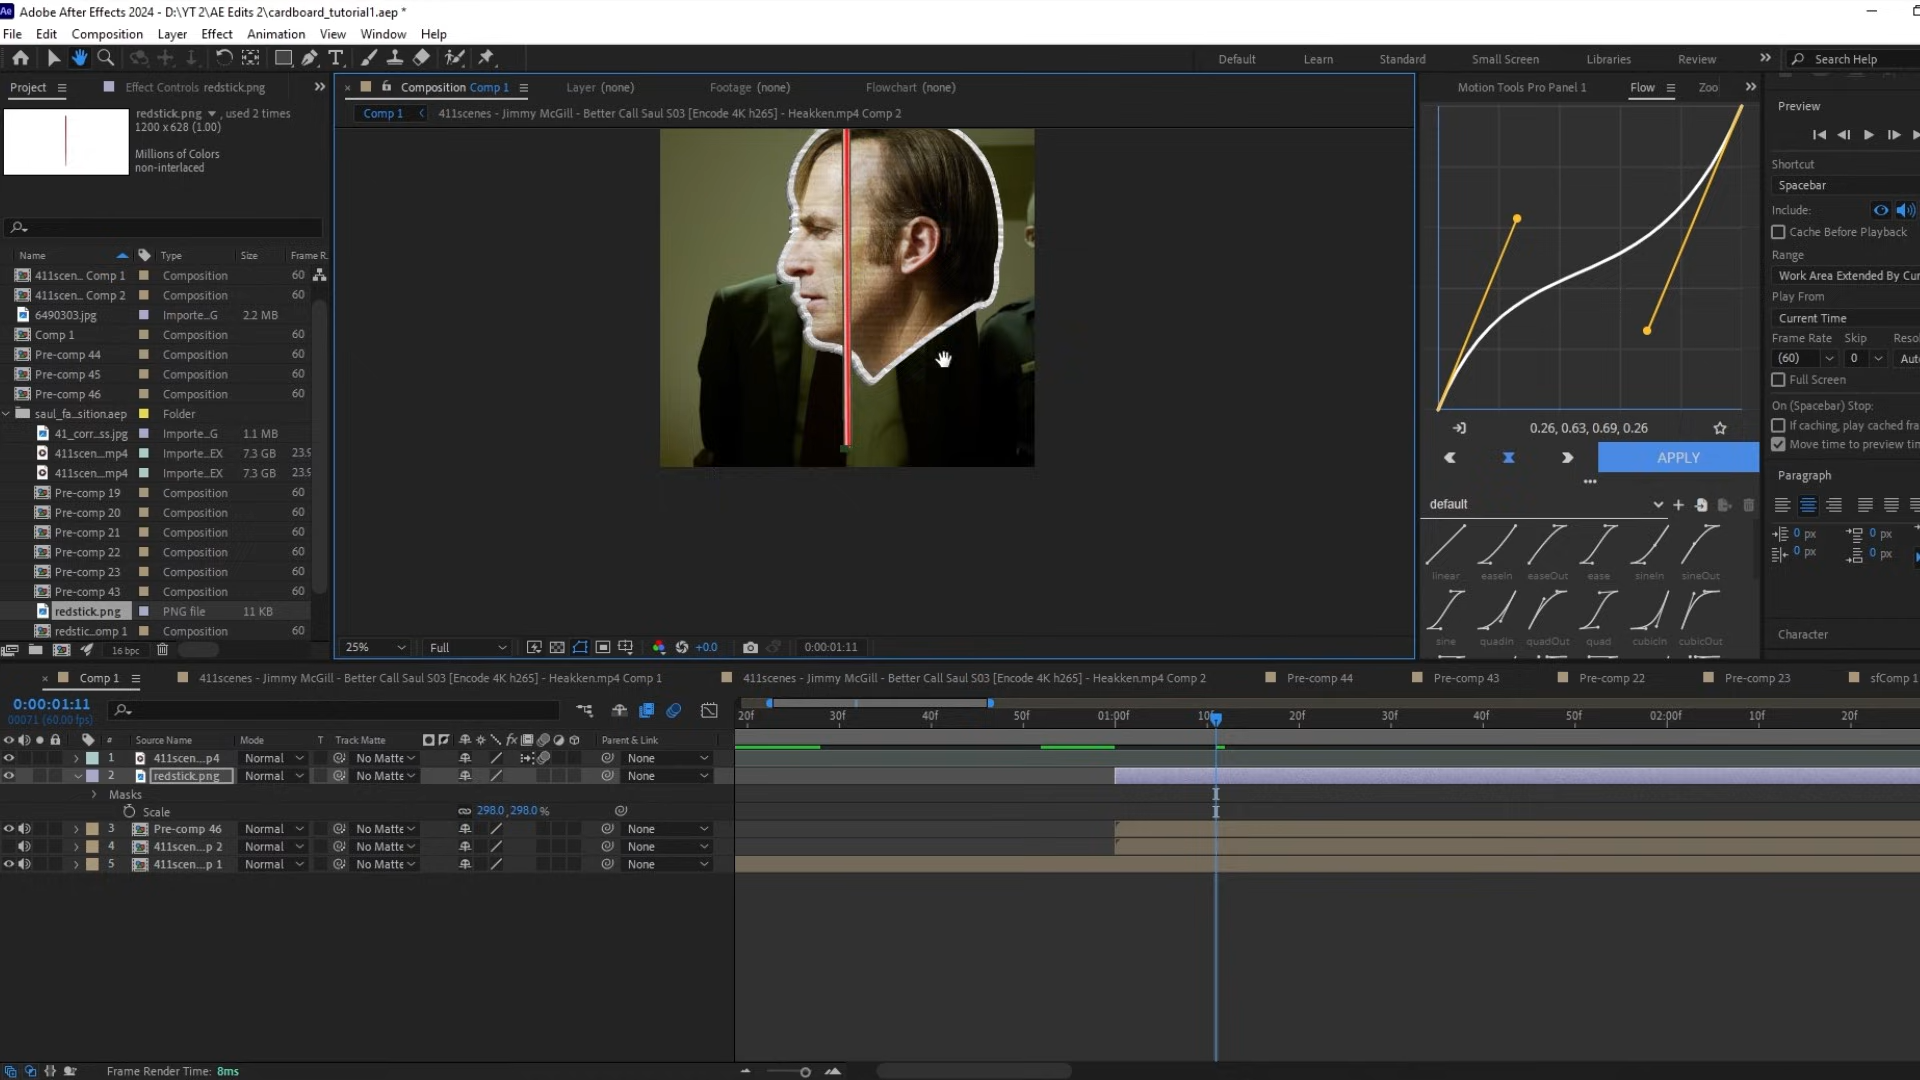 Adobe After Effects 2024 - D:\YT 2\AE Edits 2\cardboard_tutorial1.aep *
File Edit Composition Layer Effect Animation View Window Help
Default Learn Standard Small Screen Libraries Review Search Help
Project Effect Controls redstick.png
Composition Comp 1 Layer (none) Footage (none) Flowchart (none)
Motion Tools Pro Panel 1 Flow Zoo
Preview
Comp 1 411scenes - Jimmy McGill - Better Call Saul S03 [Encode 4K h265] - Heakken.mp4 Comp 2
redstick.png , used 2 times
1200 x 628 (1.00)
Millions of Colors
non-interlaced
Shortcut
Spacebar
Include:
Cache Before Playback
Range
Work Area Extended By Cur
Play From
Current Time
Frame Rate Skip Reso
(60) 0 Aut
Full Screen
On (Spacebar) Stop:
If caching, play cached fra
Move time to preview tim
Name Type Size Frame R.
411scen... Comp 1 Composition 60
411scen... Comp 2 Composition 60
6490303.jpg Importe...G 2.2 MB
Comp 1 Composition 60
Pre-comp 44 Composition 60
Pre-comp 45 Composition 60
Pre-comp 46 Composition 60
saul_fa...sition.aep Folder
41_corr...ss.jpg Importe...G 1.1 MB
411scen...mp4 Importe...EX 7.3 GB 23.9
411scen...mp4 Importe...EX 7.3 GB 23.9
Pre-comp 19 Composition 60
Pre-comp 20 Composition 60
Pre-comp 21 Composition 60
Pre-comp 22 Composition 60
Pre-comp 23 Composition 60
Pre-comp 43 Composition 60
redstick.png PNG file 11 KB
redstic...omp 1 Composition 60
16 bpc
25% Full +0.0 0:00:01:11
0.26, 0.63, 0.69, 0.26
APPLY
default
linear easeIn easeOut ease sineIn sineOut
sine quadIn quadOut quad cubicIn cubicOut
Paragraph
0 px 0 px
0 px 0 px
Character
Comp 1 411scenes - Jimmy McGill - Better Call Saul S03 [Encode 4K h265] - Heakken.mp4 Comp 1 411scenes - Jimmy McGill - Better Call Saul S03 [Encode 4K h265] - Heakken.mp4 Comp 2 Pre-comp 44 Pre-comp 43 Pre-comp 22 Pre-comp 23 sfComp 1
0:00:01:11
00071 (60.00 fps)
20f 30f 40f 50f 01:00f 10f 20f 30f 40f 50f 02:00f 10f 20f
# Source Name Mode T Track Matte fx Parent & Link
1 411scen...p4 Normal No Matte None
2 redstick.png Normal No Matte None
Masks
Scale 298.0, 298.0 %
3 Pre-comp 46 Normal No Matte None
4 411scen...p 2 Normal No Matte None
5 411scen...p 1 Normal No Matte None
Frame Render Time: 8ms